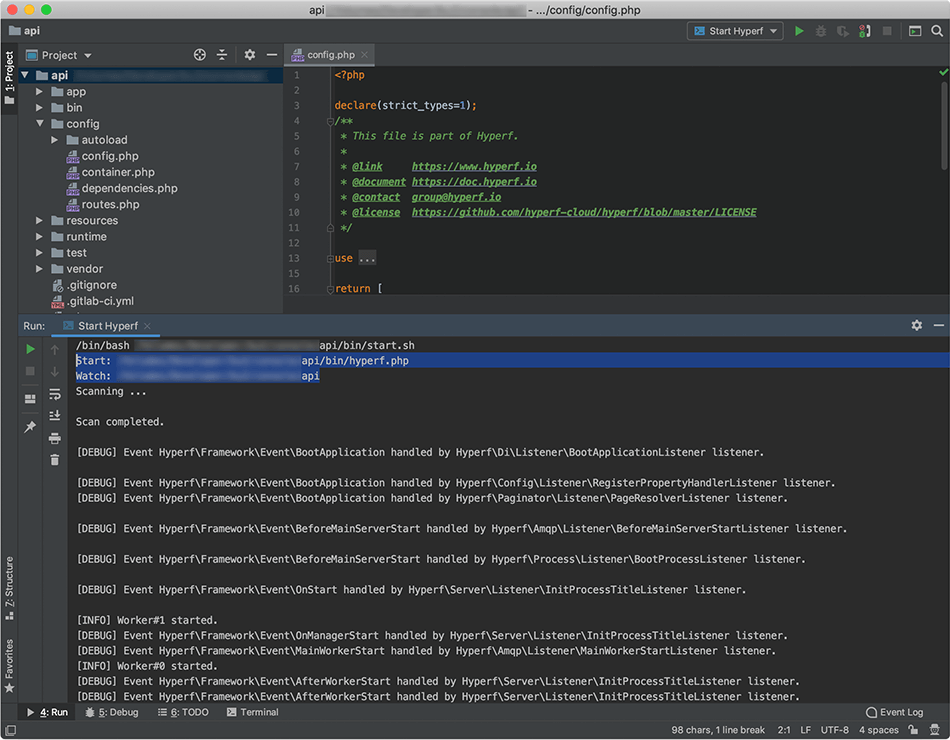 api - .../config/config.php
api
Start Hyperf
1: Project
Project
config.php
api
app
bin
config
autoload
config.php
container.php
dependencies.php
routes.php
resources
runtime
test
vendor
.gitignore
.gitlab-ci.yml
1 <?php
2
3 declare(strict_types=1);
4 /**
5 * This file is part of Hyperf.
6 *
7 * @link https://www.hyperf.io
8 * @document https://doc.hyperf.io
9 * @contact group@hyperf.io
10 * @license https://github.com/hyperf-cloud/hyperf/blob/master/LICENSE
11 */
12
13 use ...
15
16 return [
Run: Start Hyperf
/bin/bash api/bin/start.sh
Start: api/bin/hyperf.php
Watch: api
Scanning ...
Scan completed.
[DEBUG] Event Hyperf\Framework\Event\BootApplication handled by Hyperf\Di\Listener\BootApplicationListener listener.
[DEBUG] Event Hyperf\Framework\Event\BootApplication handled by Hyperf\Config\Listener\RegisterPropertyHandlerListener listener.
[DEBUG] Event Hyperf\Framework\Event\BootApplication handled by Hyperf\Paginator\Listener\PageResolverListener listener.
[DEBUG] Event Hyperf\Framework\Event\BeforeMainServerStart handled by Hyperf\Amqp\Listener\BeforeMainServerStartListener listener.
[DEBUG] Event Hyperf\Framework\Event\BeforeMainServerStart handled by Hyperf\Process\Listener\BootProcessListener listener.
[DEBUG] Event Hyperf\Framework\Event\OnStart handled by Hyperf\Server\Listener\InitProcessTitleListener listener.
[INFO] Worker#1 started.
[DEBUG] Event Hyperf\Framework\Event\OnManagerStart handled by Hyperf\Server\Listener\InitProcessTitleListener listener.
[DEBUG] Event Hyperf\Framework\Event\MainWorkerStart handled by Hyperf\Amqp\Listener\MainWorkerStartListener listener.
[INFO] Worker#0 started.
[DEBUG] Event Hyperf\Framework\Event\AfterWorkerStart handled by Hyperf\Server\Listener\InitProcessTitleListener listener.
[DEBUG] Event Hyperf\Framework\Event\AfterWorkerStart handled by Hyperf\Server\Listener\InitProcessTitleListener listener.
Z: Structure
Favorites
4: Run 5: Debug 6: TODO Terminal Event Log
98 chars, 1 line break 2:1 LF UTF-8 4 spaces